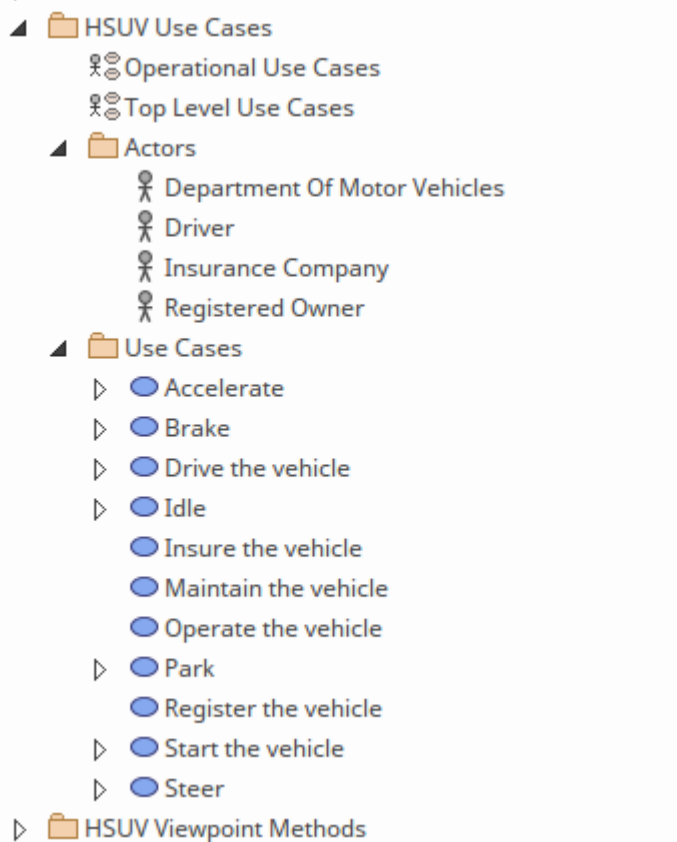 HSUV Use Cases
Operational Use Cases
Top Level Use Cases
Actors
Department Of Motor Vehicles
Driver
Insurance Company
Registered Owner
Use Cases
Accelerate
Brake
Drive the vehicle
Idle
Insure the vehicle
Maintain the vehicle
Operate the vehicle
Park
Register the vehicle
Start the vehicle
Steer
HSUV Viewpoint Methods